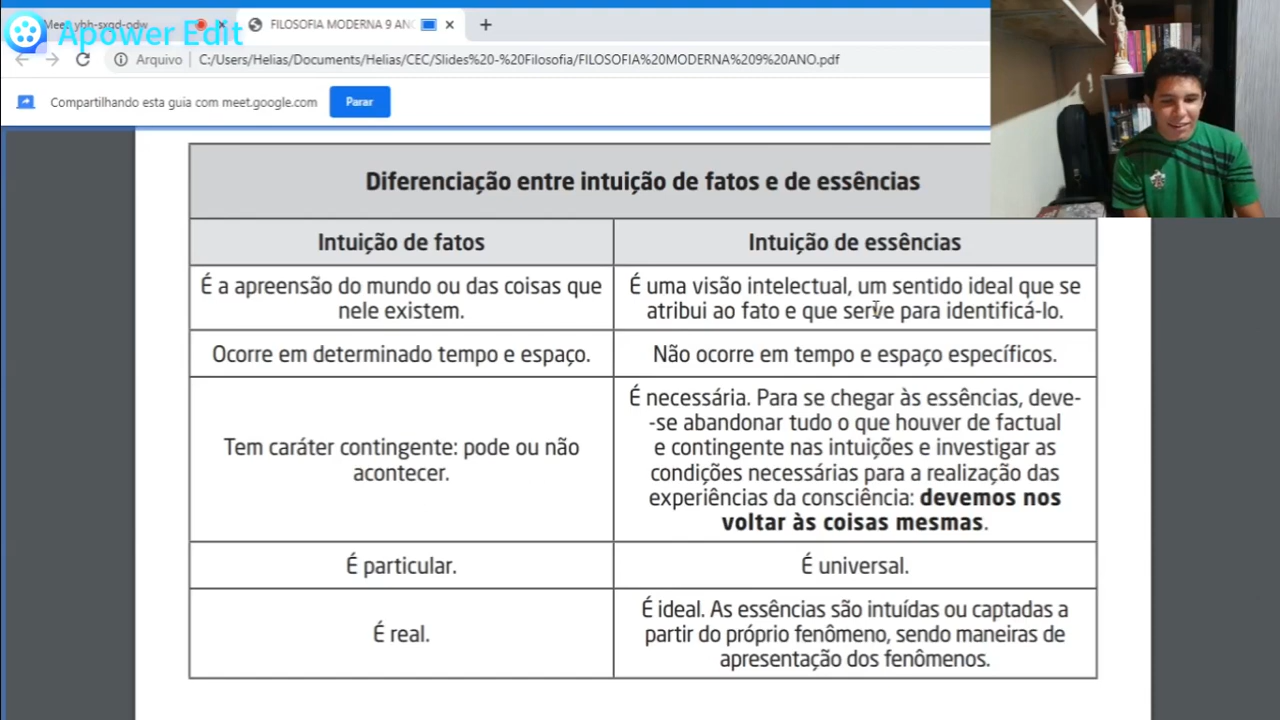 Meet ybh-sxgd-odw
FILOSOFIA MODERNA 9 ANO
Apower Edit
Arquivo
C:/Users/Helias/Documents/Helias/CEC/Slides%20-%20Filosofia/FILOSOFIA%20MODERNA%209%20ANO.pdf
Compartilhando esta guia com meet.google.com
Parar
Diferenciação entre intuição de fatos e de essências
Intuição de fatos
Intuição de essências
É a apreensão do mundo ou das coisas que
nele existem.
É uma visão intelectual, um sentido ideal que se
atribui ao fato e que serve para identificá-lo.
Ocorre em determinado tempo e espaço.
Não ocorre em tempo e espaço específicos.
Tem caráter contingente: pode ou não
acontecer.
É necessária. Para se chegar às essências, deve-
-se abandonar tudo o que houver de factual
e contingente nas intuições e investigar as
condições necessárias para a realização das
experiências da consciência: devemos nos
voltar às coisas mesmas.
É particular.
É universal.
É real.
É ideal. As essências são intuídas ou captadas a
partir do próprio fenômeno, sendo maneiras de
apresentação dos fenômenos.